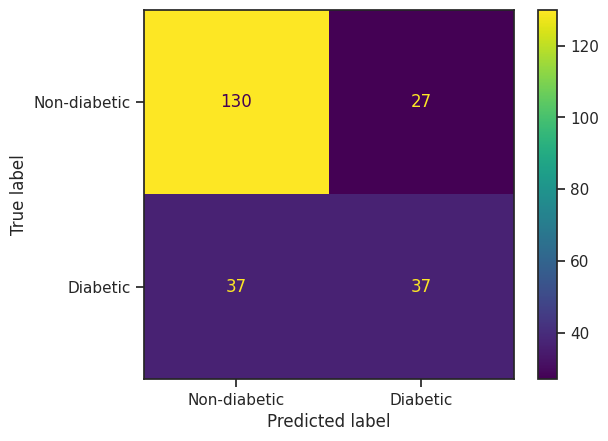 Non-diabetic
Diabetic
True label
130
27
37
37
Non-diabetic
Diabetic
Predicted label
120
100
80
60
40